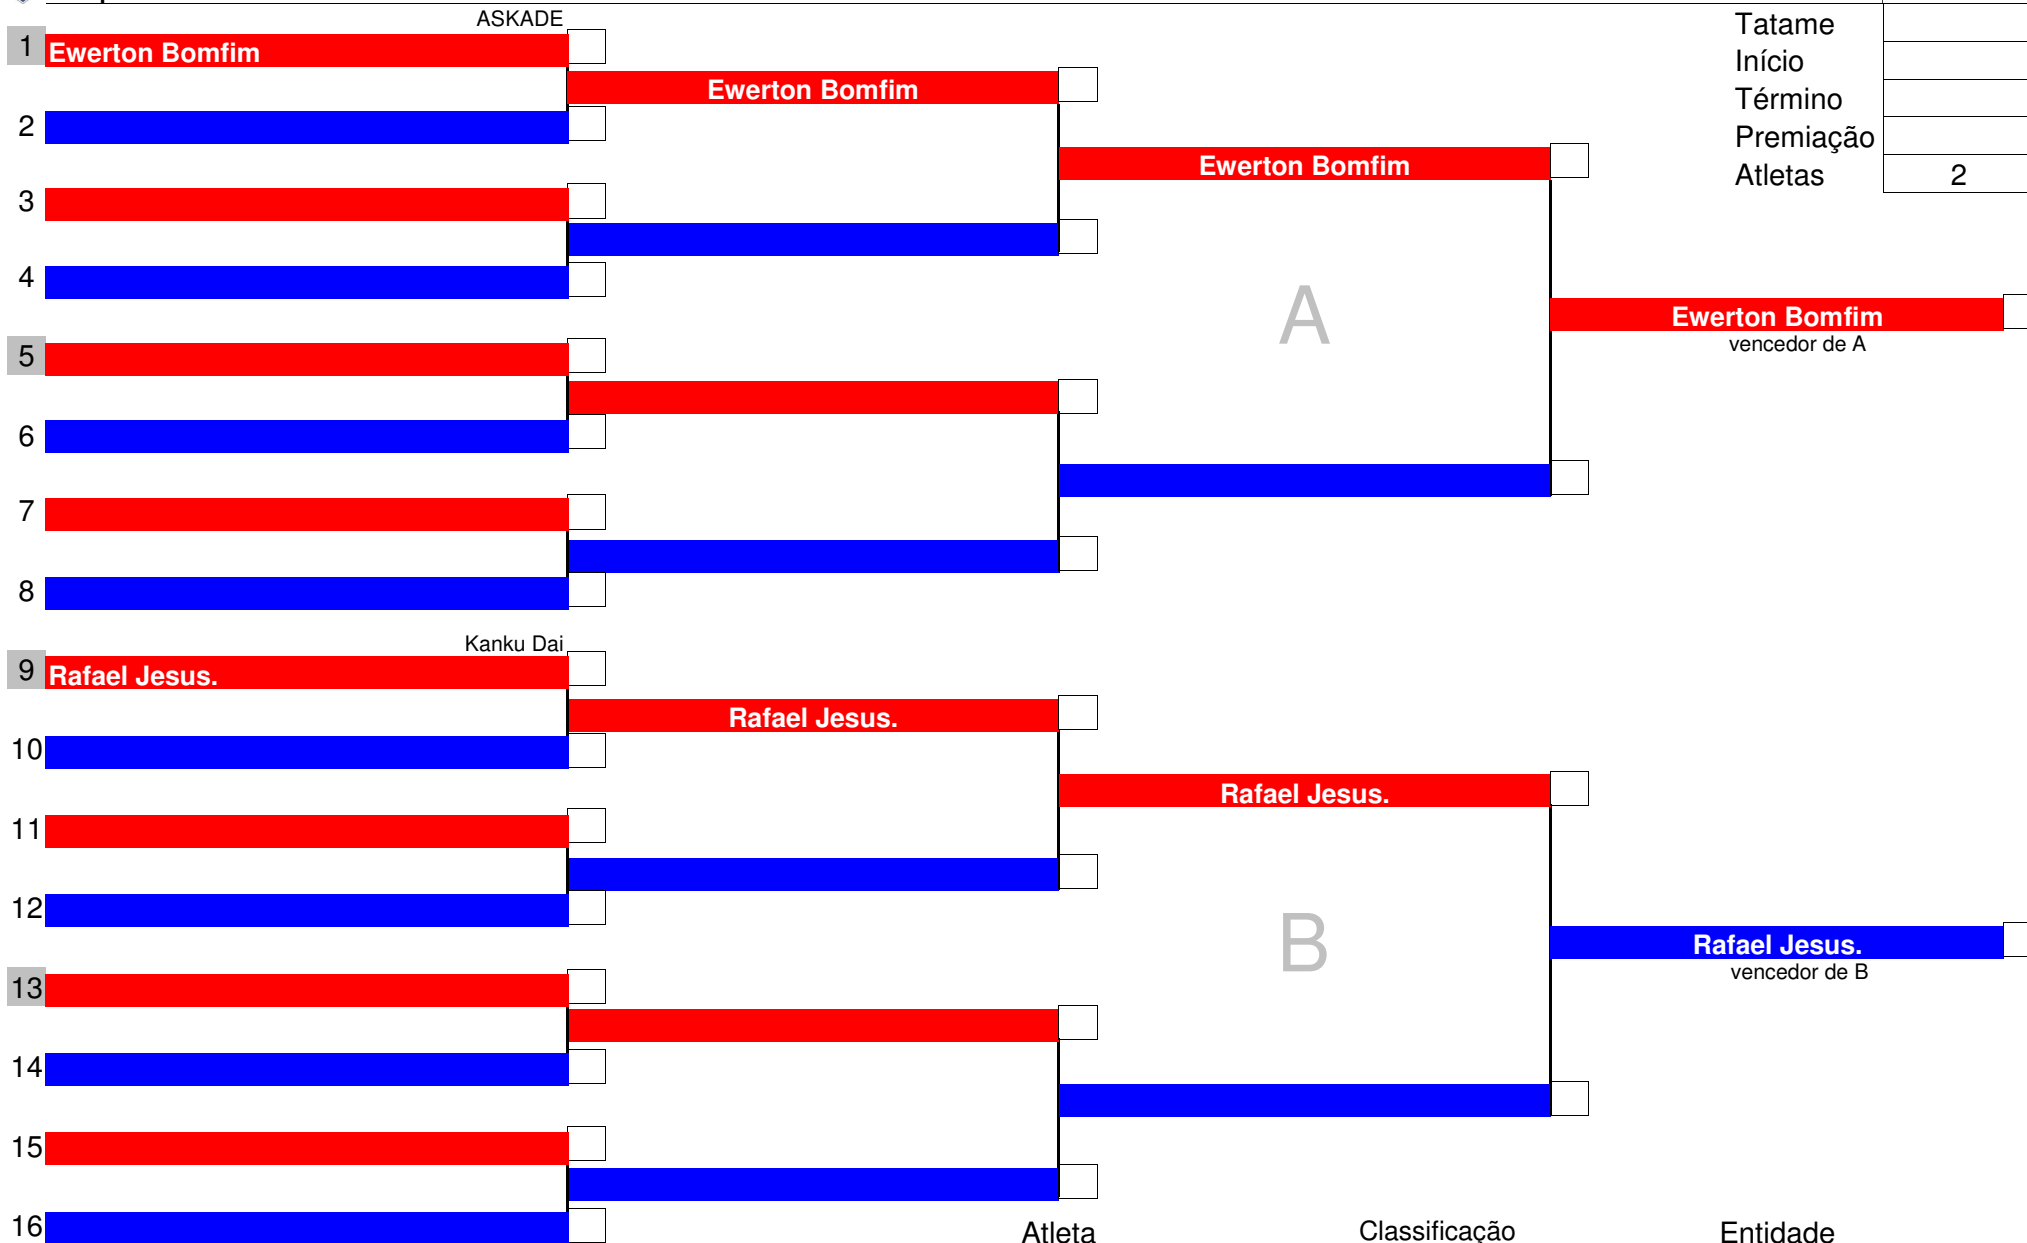 ASKADE
Tatame
1 Ewerton Bomfim
Início
Ewerton Bomfim
Término
2
Premiação
Ewerton Bomfim
Atletas 2
3
4
A
Ewerton Bomfim
vencedor de A
5
6
7
8
Kanku Dai
9 Rafael Jesus.
Rafael Jesus.
10
Rafael Jesus.
11
12
B
Rafael Jesus.
vencedor de B
13
14
15
16
Atleta Classificação Entidade